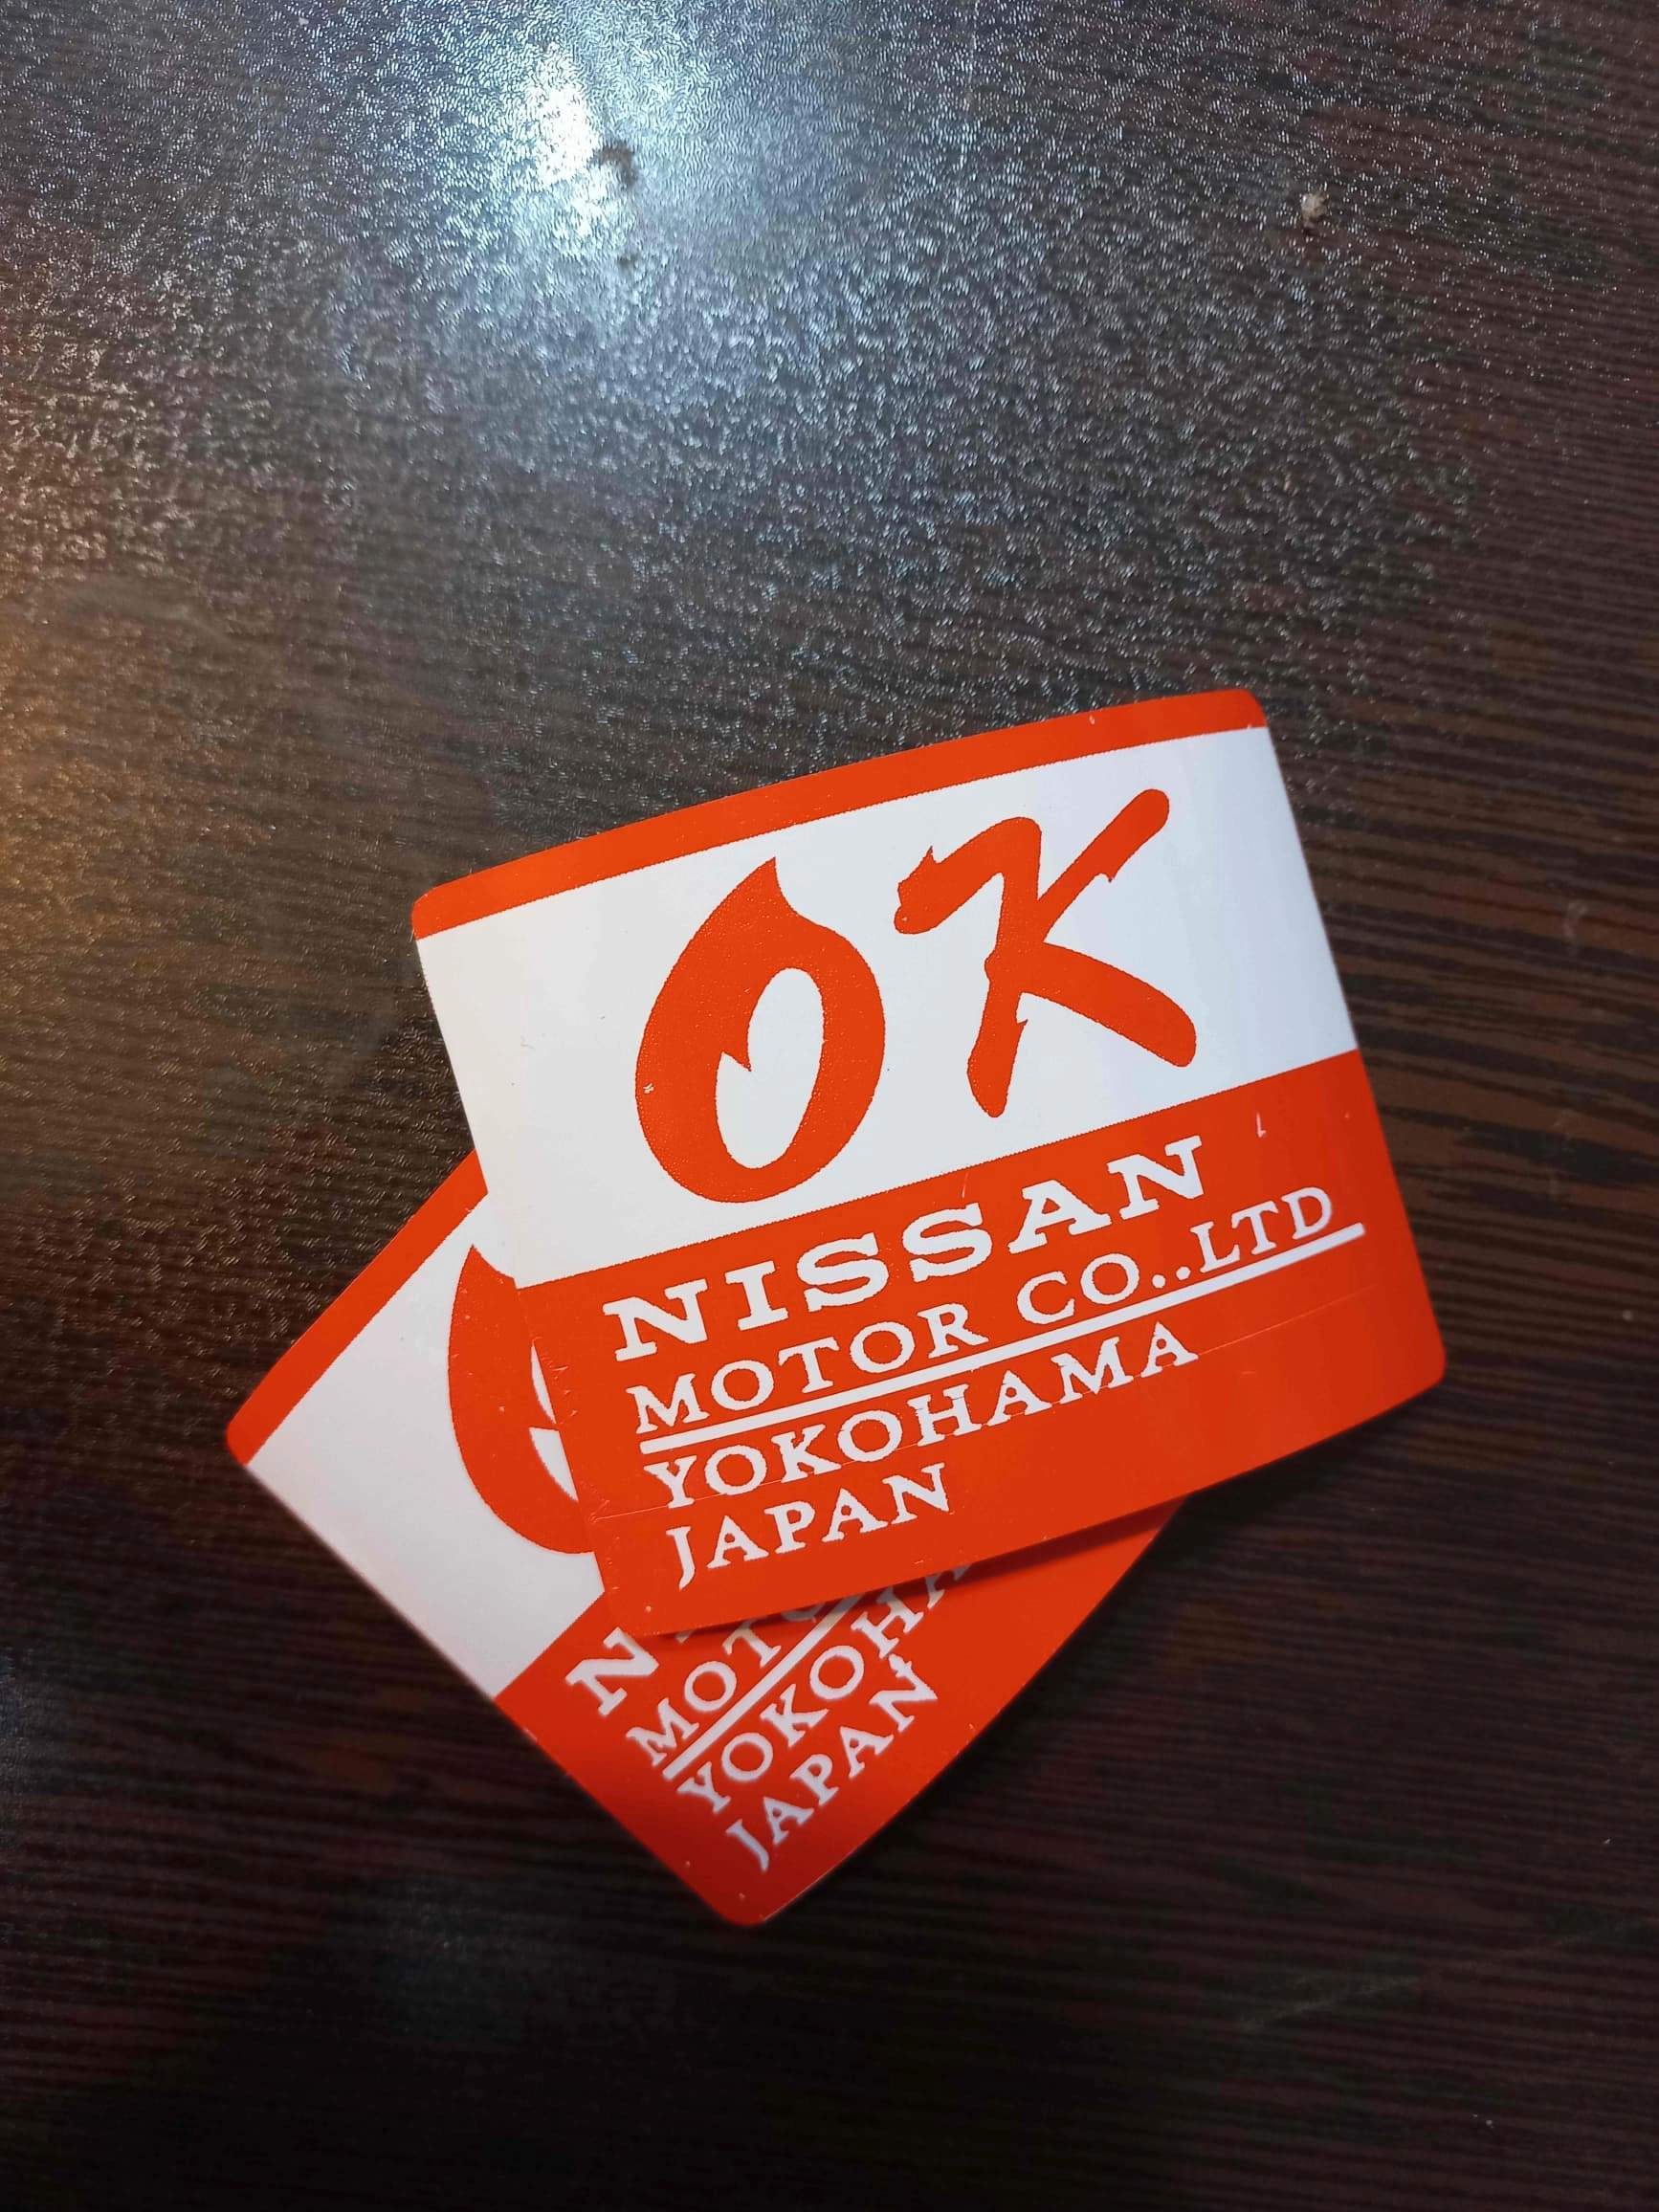 OK
NISSAN
MOTOR CO..LTD
YOKOHAMA
JAPAN
N
MOTO
YOKOHA
JAPAN